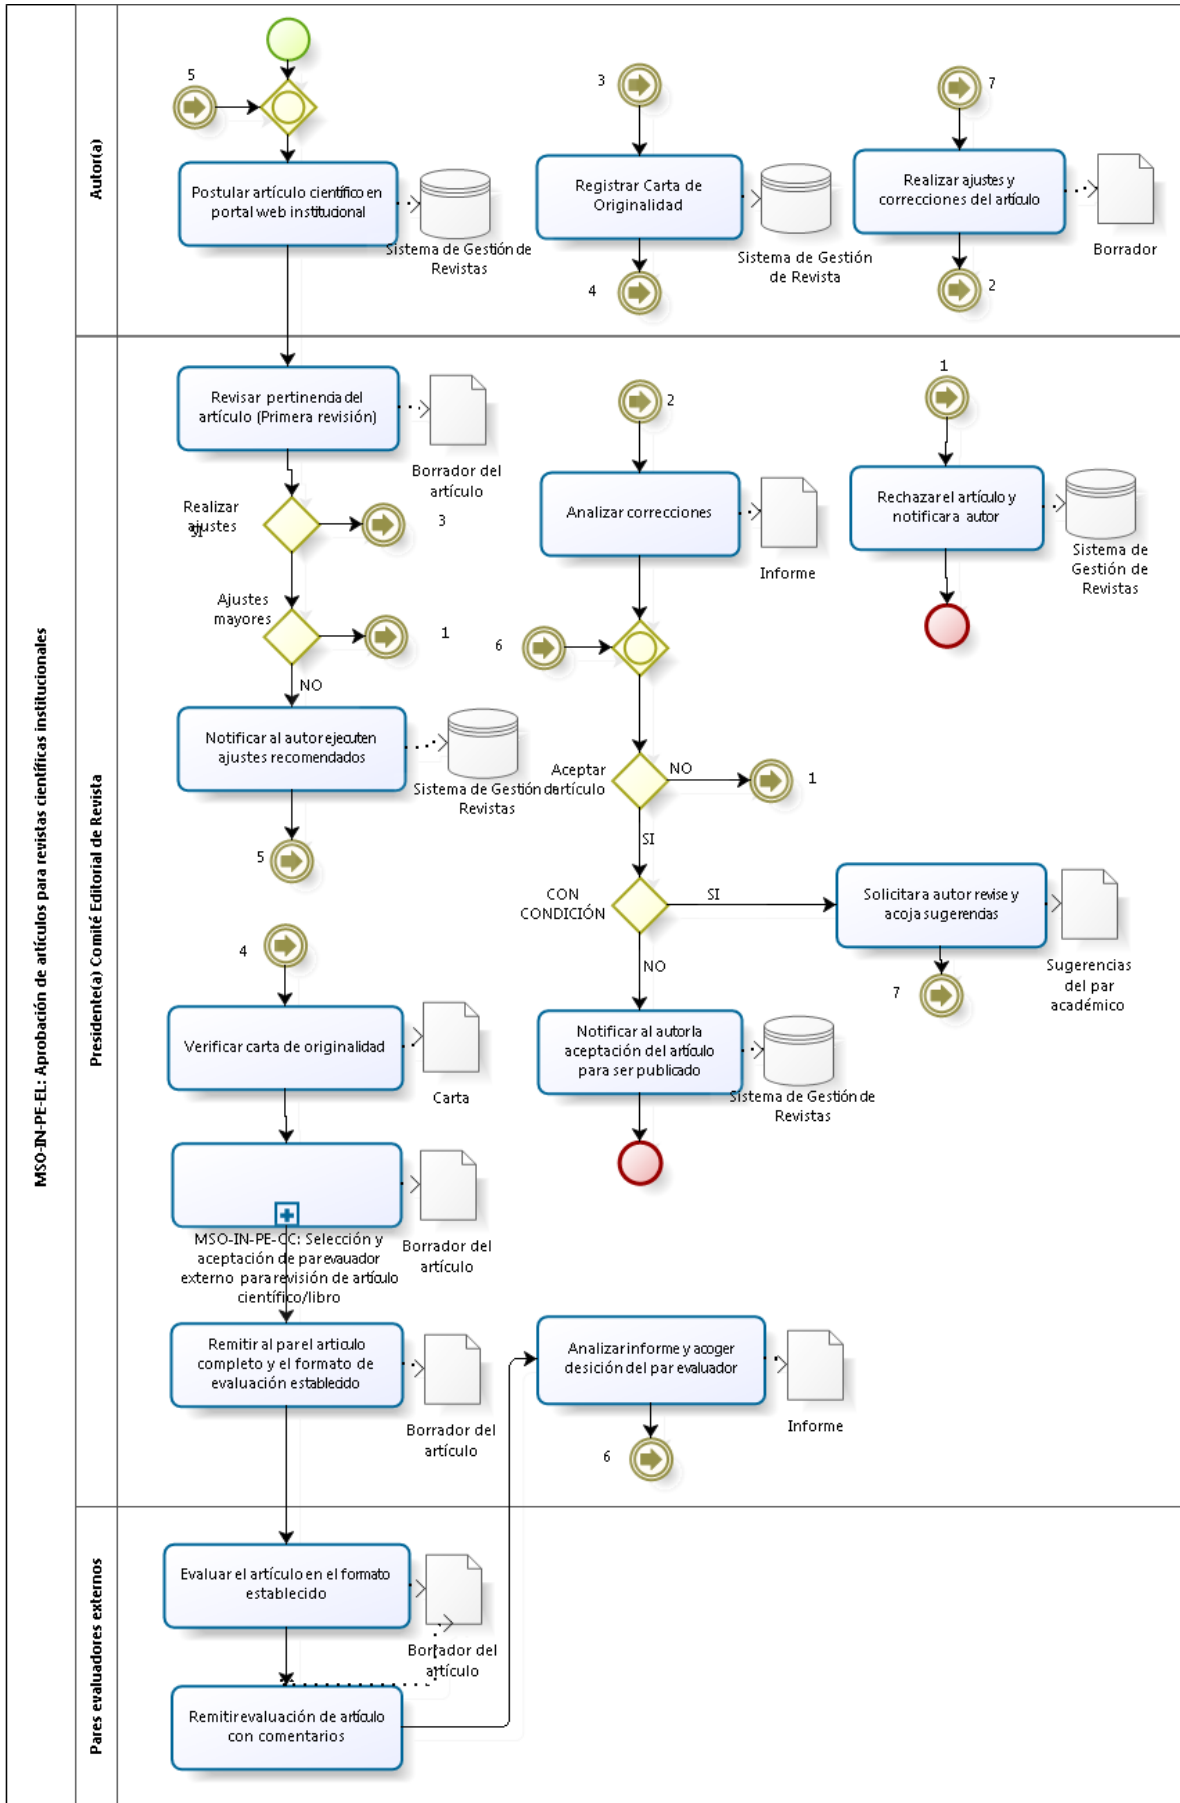 MSO-IN-PE-EL: Aprobación de artículos para revistas científicas institucionales
Autor(a)
5
Postular artículo científico en
portal web institucional
Sistema de Gestión de
Revistas
3
Registrar Carta de
Originalidad
Sistema de Gestión
de Revista
4
7
Realizar ajustes y
correcciones del artículo
Borrador
2
Presidente(a) Comité Editorial de Revista
Revisar pertinencia del
artículo (Primera revisión)
Borrador del
artículo
Realizar
ajustes
SI
3
Ajustes
mayores
1
NO
Notificar al autor ejecuten
ajustes recomendados
Sistema de Gestión de
Revistas
5
4
Verificar carta de originalidad
Carta
MSO-IN-PE-CC: Selección y
aceptación de par evauador
externo para revisión de artículo
científico/libro
Borrador del
artículo
Remitir al par el articulo
completo y el formato de
evaluación establecido
Borrador del
artículo
2
Analizar correcciones
Informe
6
Aceptar
artículo
NO
1
SI
CON
CONDICIÓN
SI
Solicitar a autor revise y
acoja sugerencias
Sugerencias
del par
académico
7
NO
Notificar al autor la
aceptación del artículo
para ser publicado
Sistema de Gestión de
Revistas
1
Rechazar el artículo y
notificar a autor
Sistema de
Gestión de
Revistas
Analizar informe y acoger
desición del par evaluador
Informe
6
Pares evaluadores externos
Evaluar el artículo en el formato
establecido
Borrador del
artículo
Remitir evaluación de artículo
con comentarios